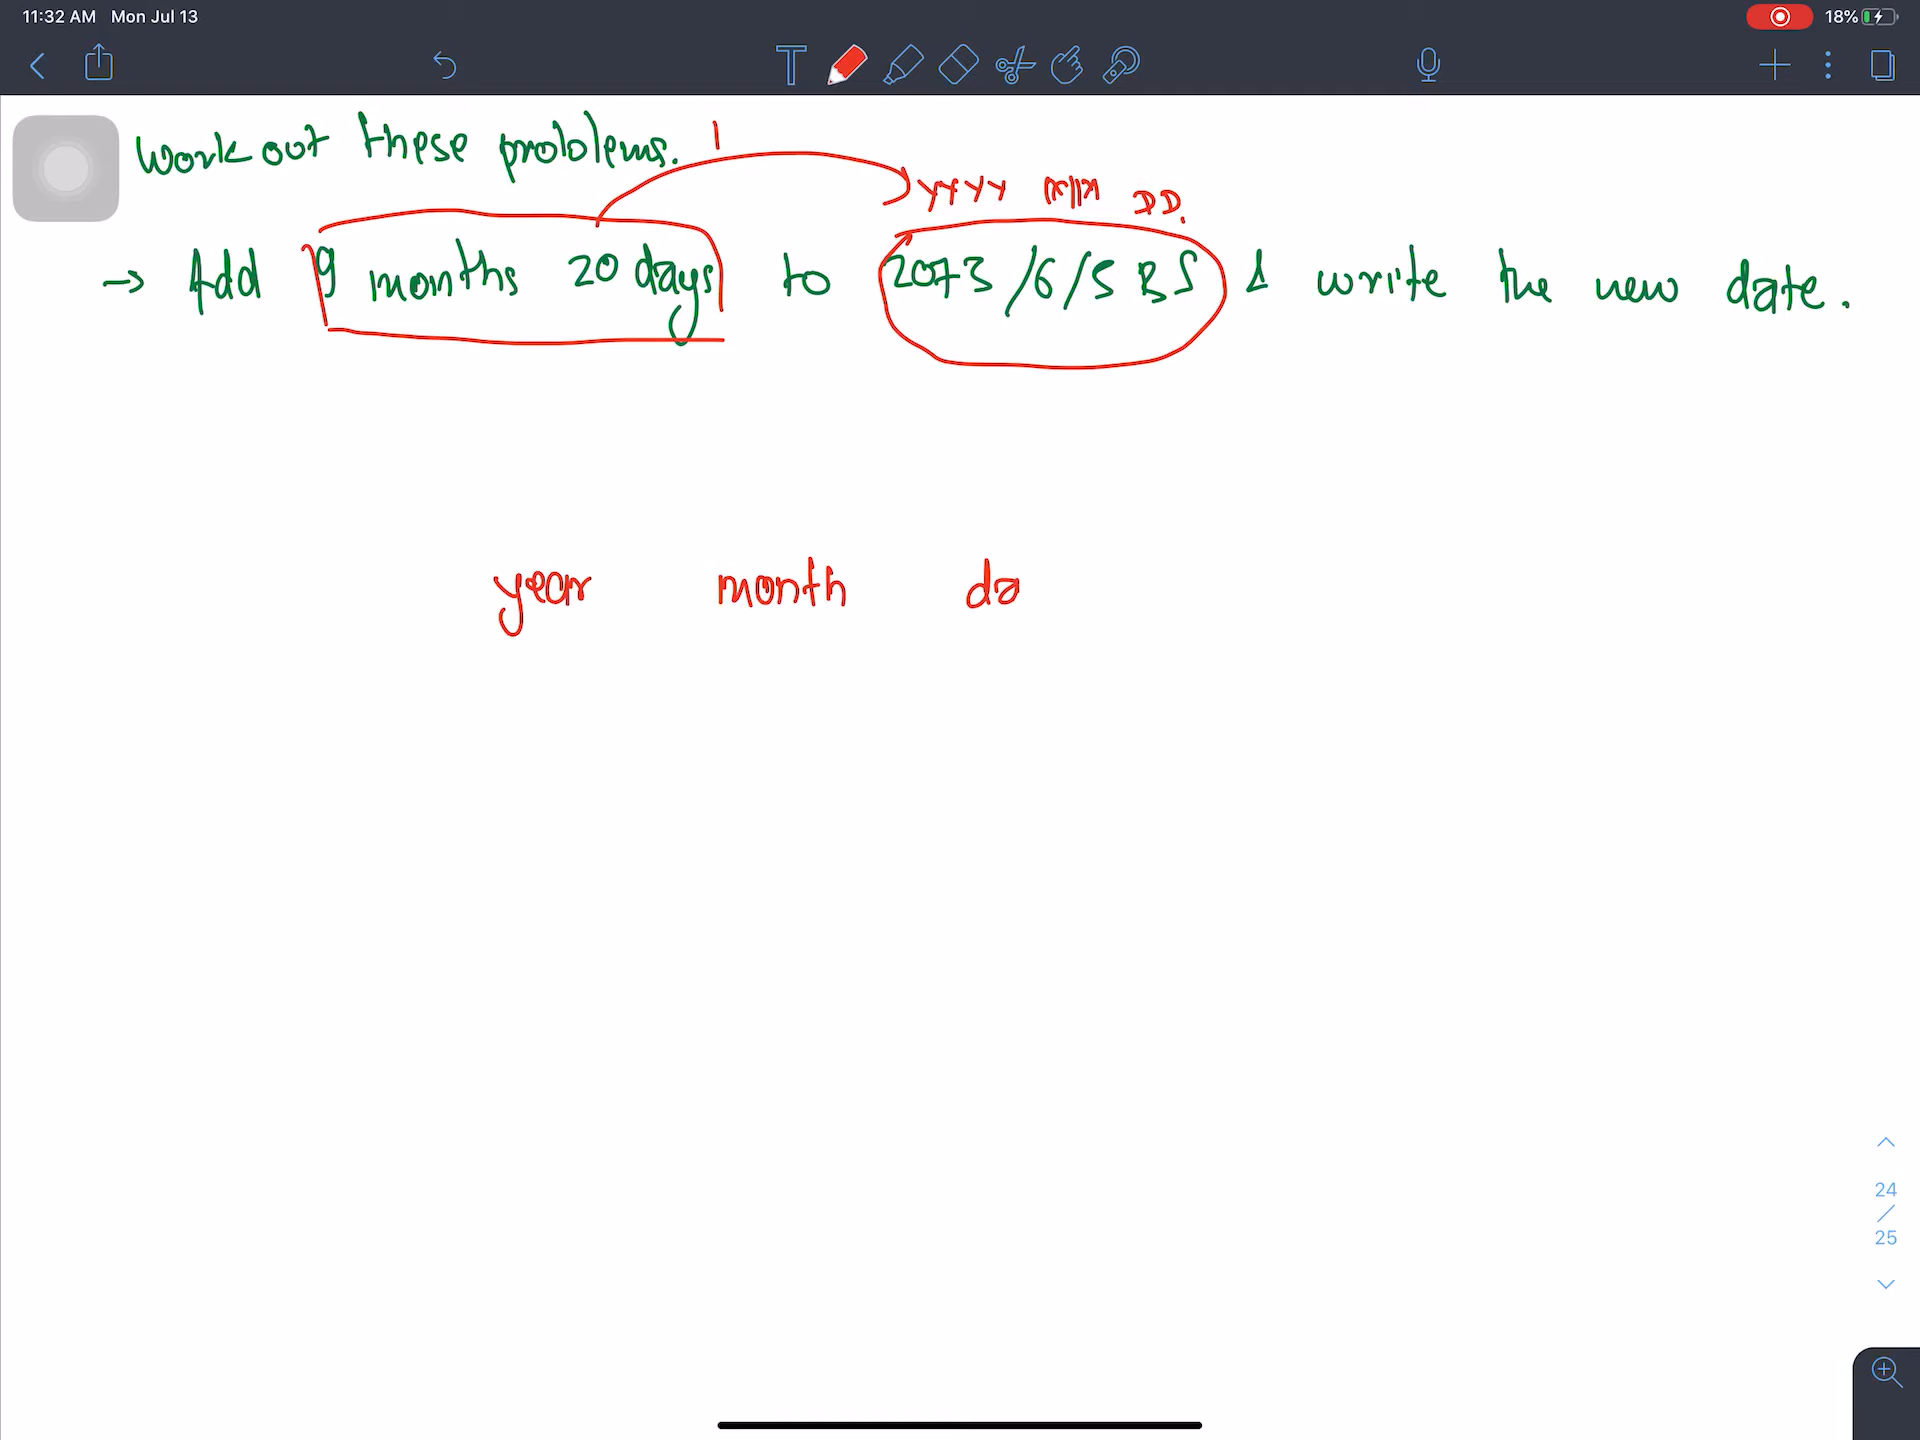 11:32 AM Mon Jul 13
18%
Work out these problems.
YYYY MM DD.
→ Add 9 months 20 days to 2073/6/5 BS & write the new date.
year month da
24
/
25